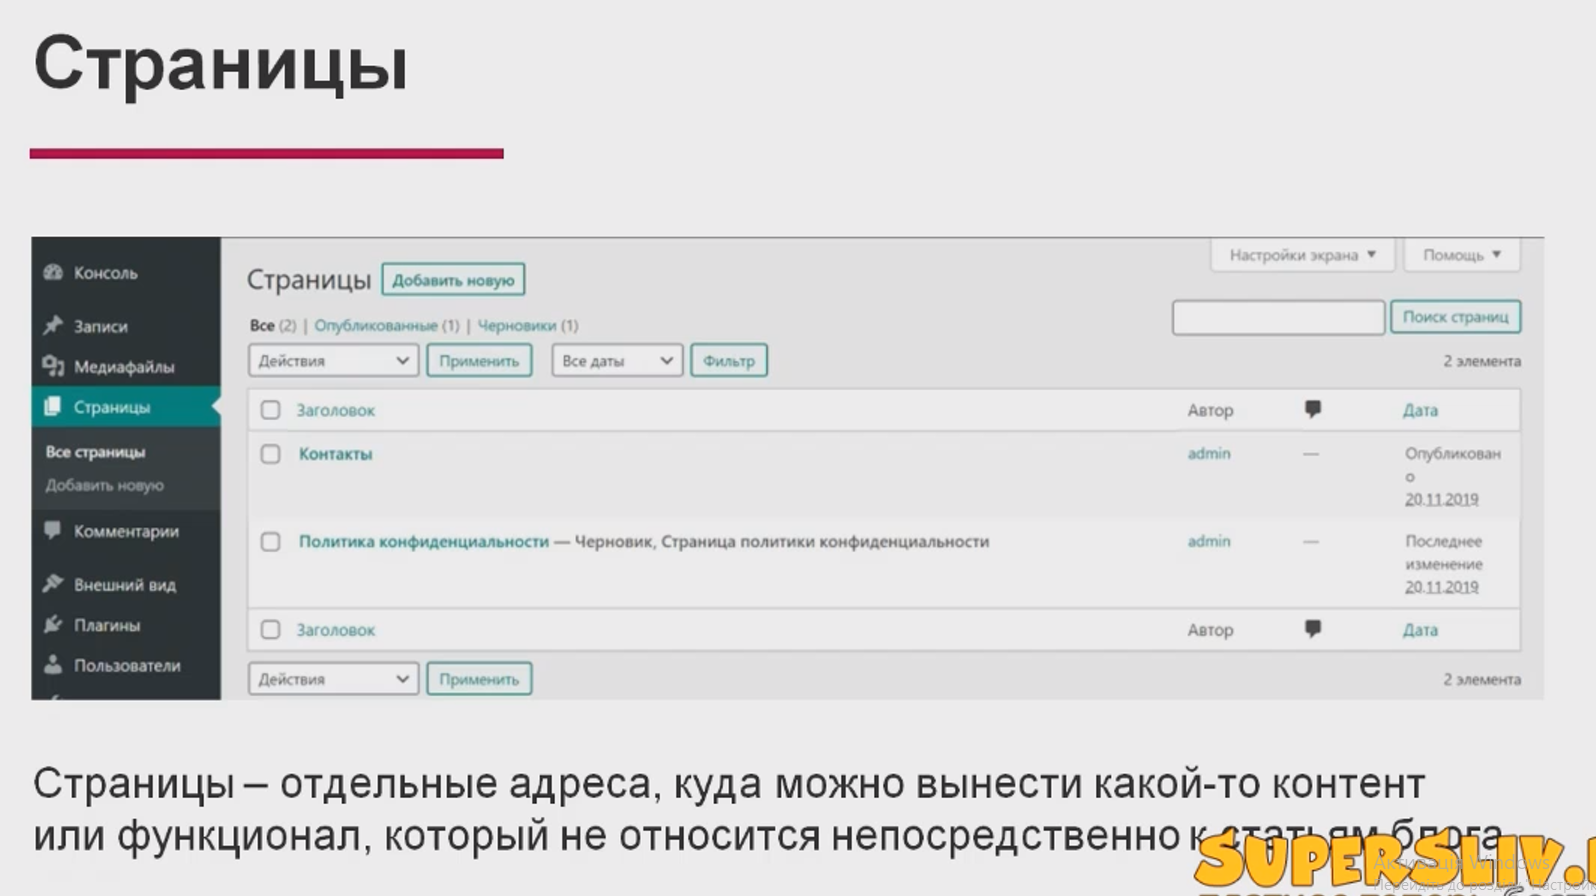 Страницы
Консоль
Записи
Медиафайлы
Страницы
Все страницы
Добавить новую
Комментарии
Внешний вид
Плагины
Пользователи
Настройки экрана ▼ Помощь ▼
Страницы Добавить новую
Все (2) | Опубликованные (1) | Черновики (1)
Поиск страниц
Действия Применить Все даты Фильтр 2 элемента
Заголовок Автор Дата
Контакты admin — Опубликован
о
20.11.2019
Политика конфиденциальности — Черновик, Страница политики конфиденциальности admin — Последнее
изменение
20.11.2019
Заголовок Автор Дата
Действия Применить 2 элемента
Страницы – отдельные адреса, куда можно вынести какой-то контент
или функционал, который не относится непосредственно к статьям блога
SUPERSLIV.
Активація Windows